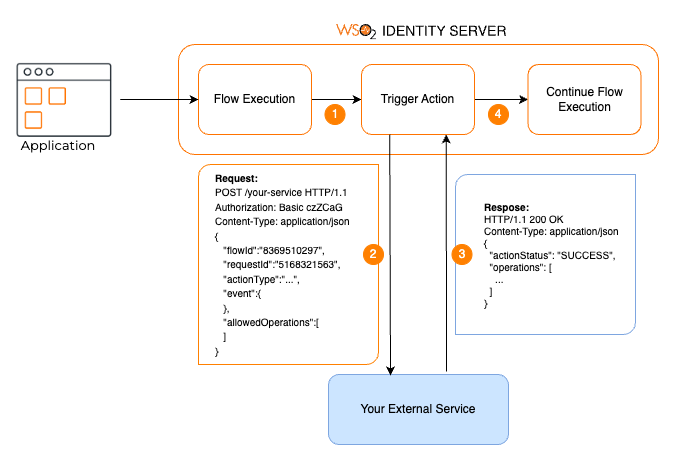 WSO2 IDENTITY SERVER
Application
Flow Execution
1
Trigger Action
4
Continue Flow
Execution
Request:
POST /your-service HTTP/1.1
Authorization: Basic czZCaG
Content-Type: application/json
{
"flowId":"8369510297",
"requestId":"5168321563",
"actionType":"...",
"event":{
},
"allowedOperations":[
]
}
2
3
Respose:
HTTP/1.1 200 OK
Content-Type: application/json
{
"actionStatus": "SUCCESS",
"operations": [
...
]
}
Your External Service